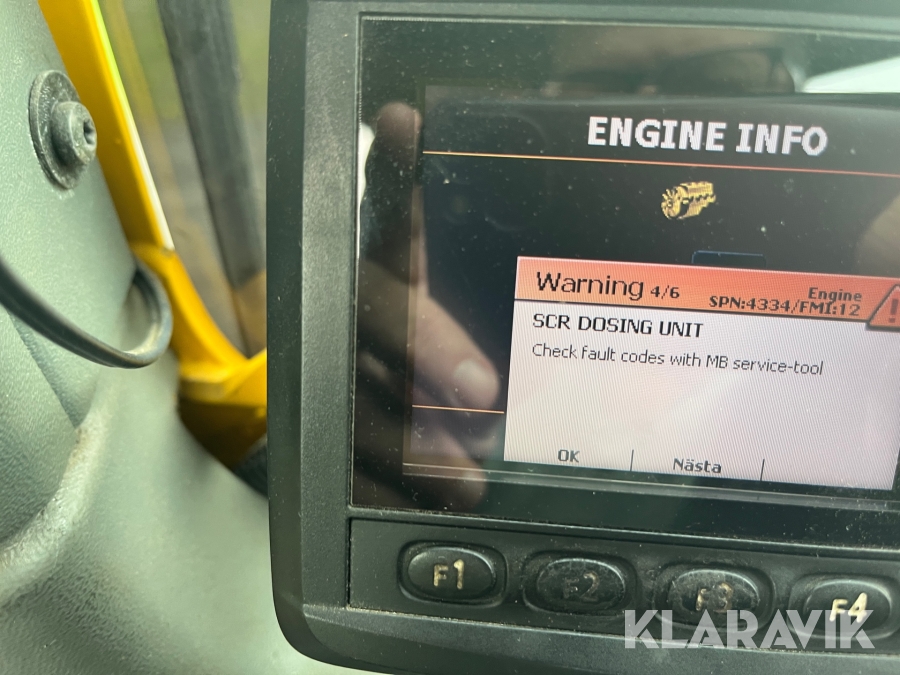 ENGINE INFO
Warning 4/6
Engine
SPN:4334/FMI:12
SCR DOSING UNIT
Check fault codes with MB service-tool
OK
Nästa
F1
F2
F3
F4
KLARAVIK